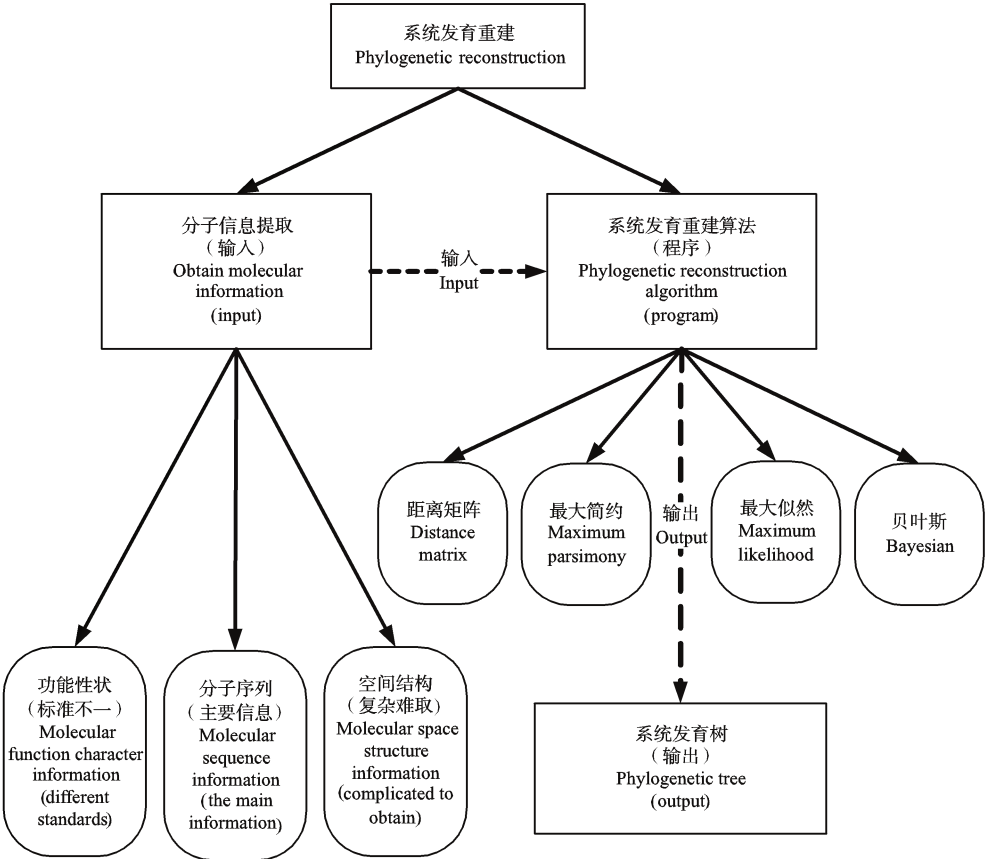 系统发育重建
Phylogenetic reconstruction
分子信息提取
（输入）
Obtain molecular
information
(input)
输入
Input
系统发育重建算法
（程序）
Phylogenetic reconstruction
algorithm
(program)
距离矩阵
Distance
matrix
最大简约
Maximum
parsimony
输出
Output
最大似然
Maximum
likelihood
贝叶斯
Bayesian
功能性状
（标准不一）
Molecular
function character
information
(different
standards)
分子序列
（主要信息）
Molecular
sequence
information
(the main
information)
空间结构
（复杂难取）
Molecular space
structure
information
(complicated to
obtain)
系统发育树
（输出）
Phylogenetic tree
(output)